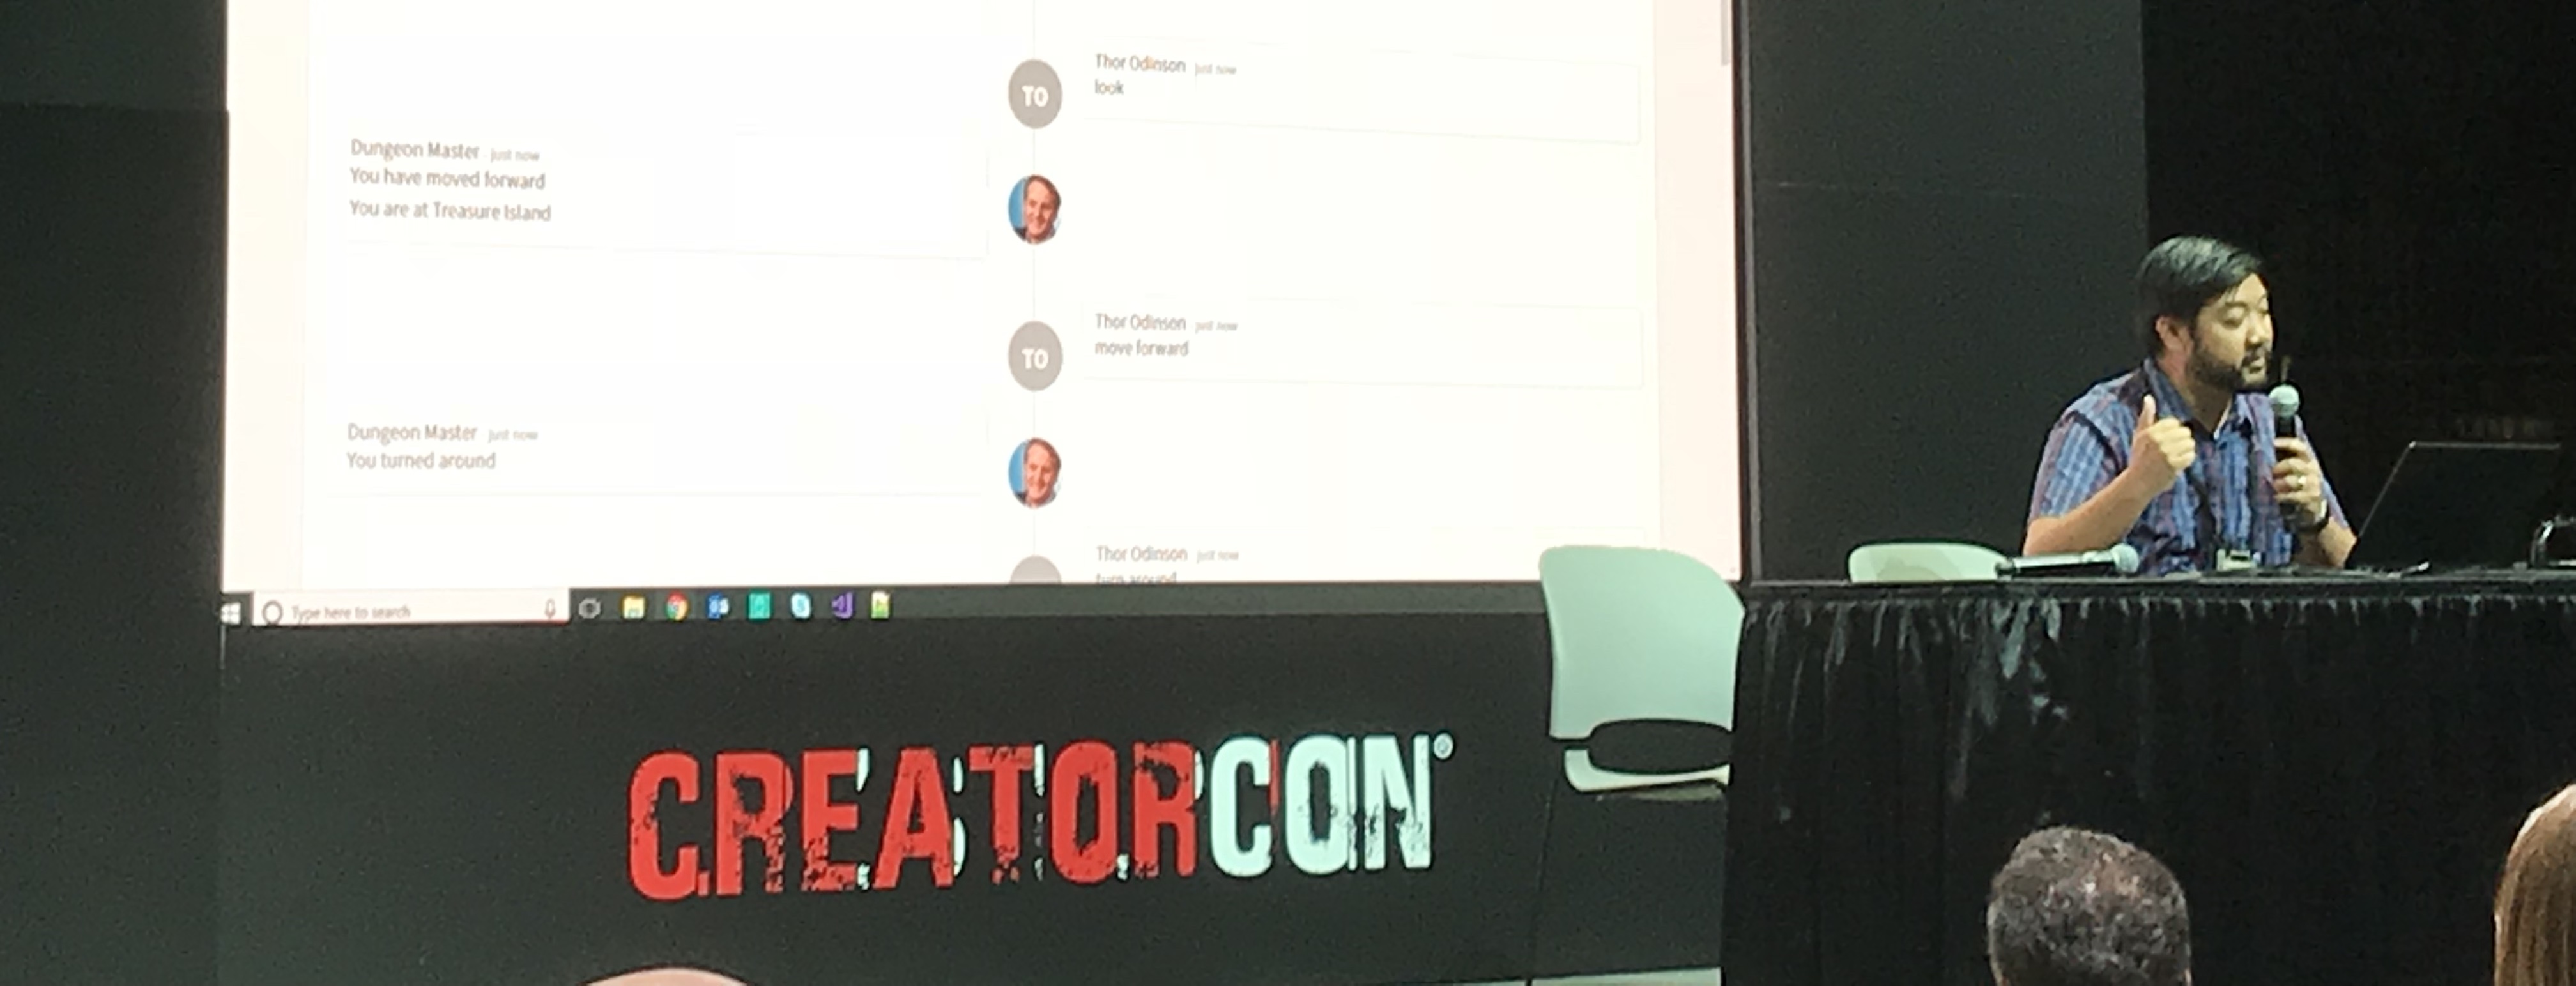 TO
Thor Odinson just now
look
Dungeon Master just now
You have moved forward
You are at Treasure Island
TO
Thor Odinson just now
move forward
Dungeon Master just now
You turned around
Thor Odinson just now
turn around
Type here to search
CREATORCON®